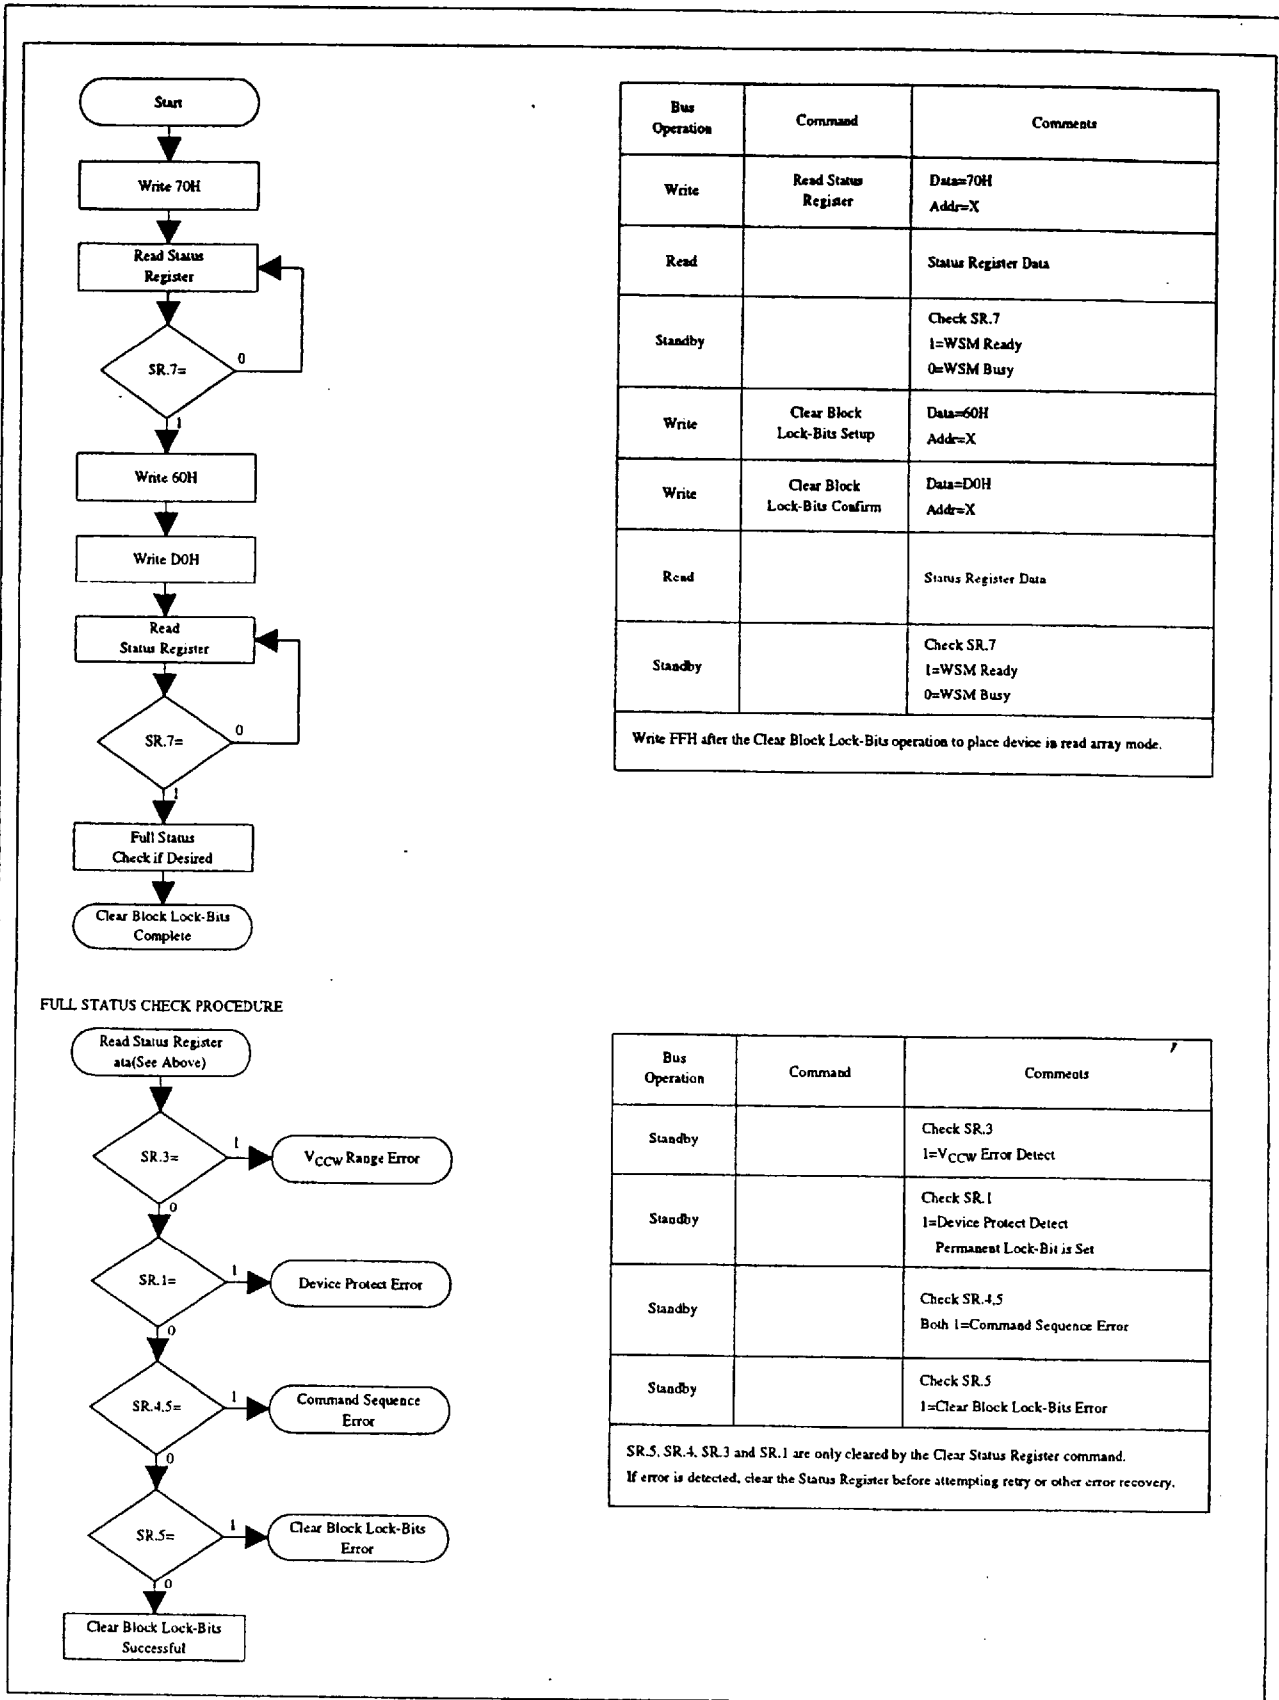 Start
Write 70H
Read Status
Register
SR.7=
0
1
Write 60H
Write D0H
Read
Status Register
SR.7=
0
1
Full Status
Check if Desired
Clear Block Lock-Bits
Complete
Bus
Operation
Command
Comments
Write
Read Status
Register
Data=70H
Addr=X
Read
Status Register Data
Standby
Check SR.7
1=WSM Ready
0=WSM Busy
Write
Clear Block
Lock-Bits Setup
Data=60H
Addr=X
Write
Clear Block
Lock-Bits Confirm
Data=D0H
Addr=X
Read
Status Register Data
Standby
Check SR.7
1=WSM Ready
0=WSM Busy
Write FFH after the Clear Block Lock-Bits operation to place device in read array mode.
FULL STATUS CHECK PROCEDURE
Read Status Register
ata(See Above)
SR.3=
1
VCCW Range Error
0
SR.1=
1
Device Protect Error
0
SR.4,5=
1
Command Sequence
Error
0
SR.5=
1
Clear Block Lock-Bits
Error
0
Clear Block Lock-Bits
Successful
Bus
Operation
Command
Comments
Standby
Check SR.3
1=VCCW Error Detect
Standby
Check SR.1
1=Device Protect Detect
Permanent Lock-Bit is Set
Standby
Check SR.4,5
Both 1=Command Sequence Error
Standby
Check SR.5
1=Clear Block Lock-Bits Error
SR.5, SR.4, SR.3 and SR.1 are only cleared by the Clear Status Register command.
If error is detected, clear the Status Register before attempting retry or other error recovery.